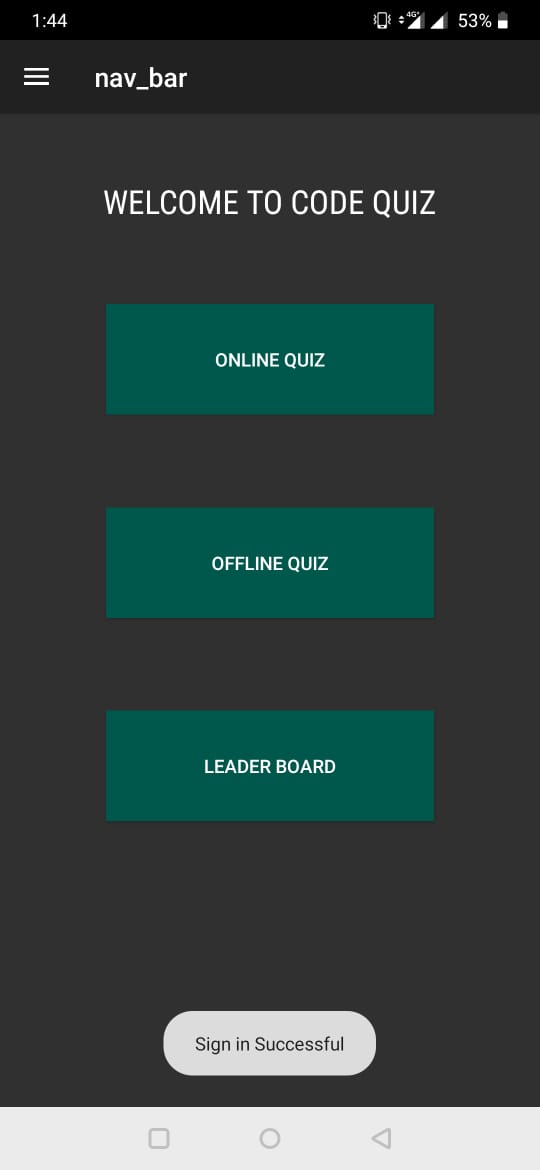 1:44 4G+ 53%
nav_bar
WELCOME TO CODE QUIZ
ONLINE QUIZ
OFFLINE QUIZ
LEADER BOARD
Sign in Successful